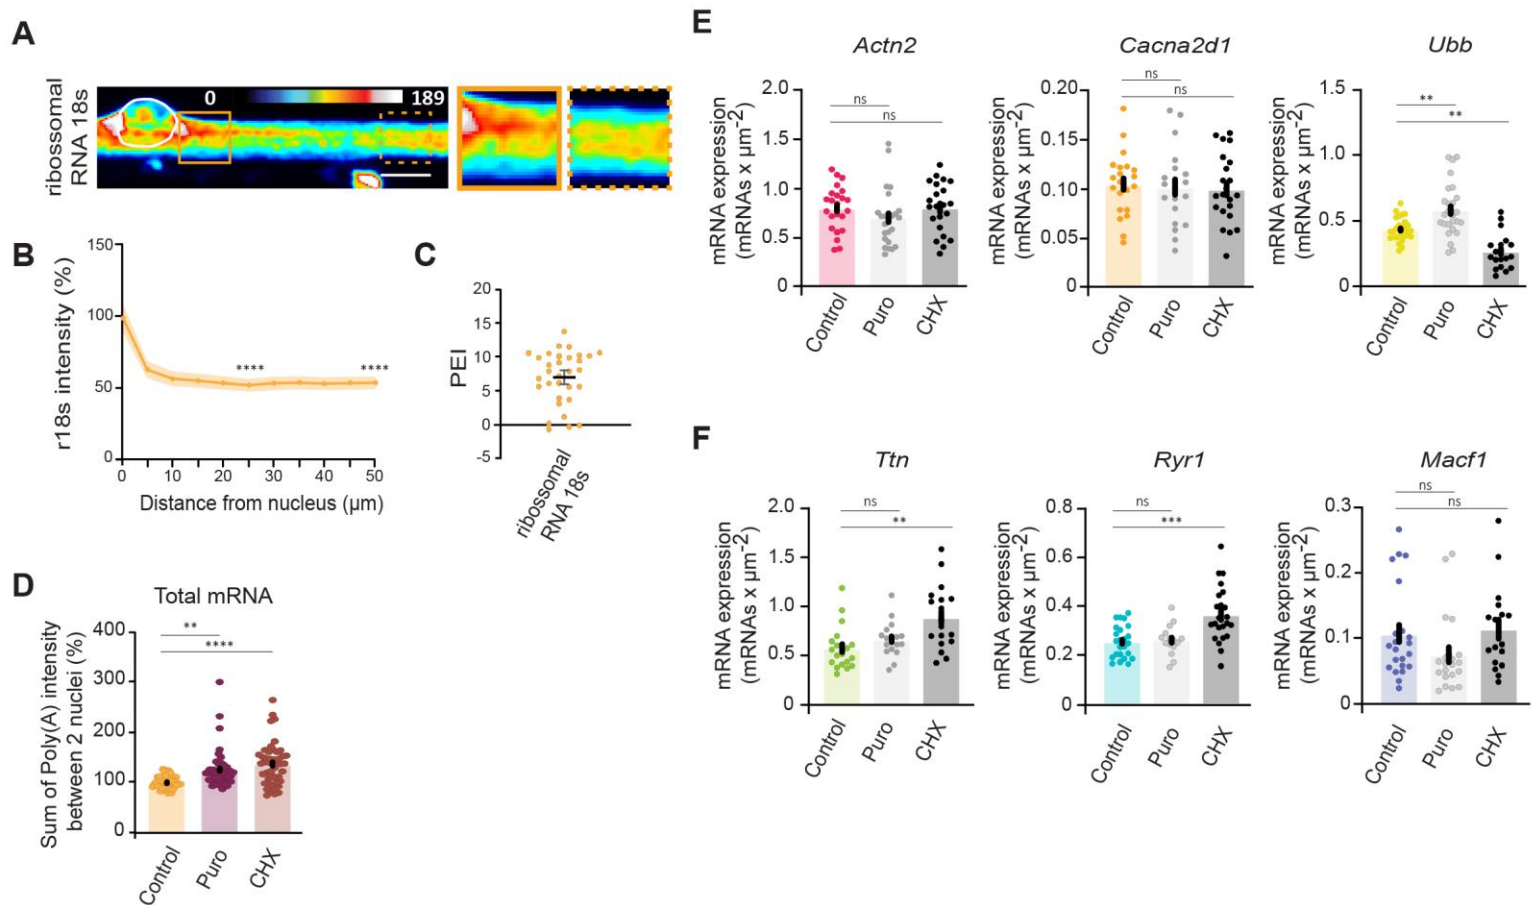 A
ribossomal
RNA 18s
0
189
B
150
100
50
0
r18s intensity (%)
****
****
0
10
20
30
40
50
Distance from nucleus (µm)
C
20
15
10
5
0
-5
PEI
ribossomal
RNA 18s
D
Total mRNA
**
****
400
300
200
100
0
Sum of Poly(A) intensity
between 2 nuclei (%)
Control
Puro
CHX
E
Actn2
ns
ns
2.0
1.5
1.0
0.5
0
mRNA expression
(mRNAs x µm⁻²)
Control
Puro
CHX
Cacna2d1
ns
ns
0.20
0.15
0.10
0.05
0
mRNA expression
(mRNAs x µm⁻²)
Control
Puro
CHX
Ubb
**
**
1.5
1.0
0.5
0
mRNA expression
(mRNAs x µm⁻²)
Control
Puro
CHX
F
Ttn
ns
**
2.0
1.5
1.0
0.5
0
mRNA expression
(mRNAs x µm⁻²)
Control
Puro
CHX
Ryr1
ns
***
0.8
0.6
0.4
0.2
0
mRNA expression
(mRNAs x µm⁻²)
Control
Puro
CHX
Macf1
ns
ns
0.3
0.2
0.1
0
mRNA expression
(mRNAs x µm⁻²)
Control
Puro
CHX